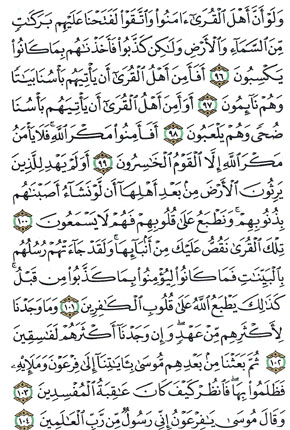 وَلَوْ أَنَّ أَهْلَ ٱلْقُرَىٰٓ ءَامَنُوا۟ وَٱتَّقَوْا۟ لَفَتَحْنَا عَلَيْهِم بَرَكَٰتٍ
مِّنَ ٱلسَّمَآءِ وَٱلْأَرْضِ وَلَٰكِن كَذَّبُوا۟ فَأَخَذْنَٰهُم بِمَا كَانُوا۟
يَكْسِبُونَ ٩٦ أَفَأَمِنَ أَهْلُ ٱلْقُرَىٰٓ أَن يَأْتِيَهُم بَأْسُنَا بَيَٰتًا
وَهُمْ نَآئِمُونَ ٩٧ أَوَأَمِنَ أَهْلُ ٱلْقُرَىٰٓ أَن يَأْتِيَهُم بَأْسُنَا
ضُحًى وَهُمْ يَلْعَبُونَ ٩٨ أَفَأَمِنُوا۟ مَكْرَ ٱللَّهِ ۚ فَلَا يَأْمَنُ
مَكْرَ ٱللَّهِ إِلَّا ٱلْقَوْمُ ٱلْخَٰسِرُونَ ٩٩ أَوَلَمْ يَهْدِ لِلَّذِينَ
يَرِثُونَ ٱلْأَرْضَ مِنۢ بَعْدِ أَهْلِهَآ أَن لَّوْ نَشَآءُ أَصَبْنَٰهُم
بِذُنُوبِهِمْ ۚ وَنَطْبَعُ عَلَىٰ قُلُوبِهِمْ فَهُمْ لَا يَسْمَعُونَ ١٠٠
تِلْكَ ٱلْقُرَىٰ نَقُصُّ عَلَيْكَ مِنْ أَنۢبَآئِهَا ۚ وَلَقَدْ جَآءَتْهُمْ رُسُلُهُم
بِٱلْبَيِّنَٰتِ فَمَا كَانُوا۟ لِيُؤْمِنُوا۟ بِمَا كَذَّبُوا۟ مِن قَبْلُ ۚ
كَذَٰلِكَ يَطْبَعُ ٱللَّهُ عَلَىٰ قُلُوبِ ٱلْكَٰفِرِينَ ١٠١ وَمَا وَجَدْنَا
لِأَكْثَرِهِم مِّنْ عَهْدٍ ۖ وَإِن وَجَدْنَآ أَكْثَرَهُمْ لَفَٰسِقِينَ
١٠٢ ثُمَّ بَعَثْنَا مِنۢ بَعْدِهِم مُّوسَىٰ بِـَٔايَٰتِنَآ إِلَىٰ فِرْعَوْنَ وَمَلَإِي۟هِۦ
فَظَلَمُوا۟ بِهَا ۖ فَٱنظُرْ كَيْفَ كَانَ عَٰقِبَةُ ٱلْمُفْسِدِينَ
١٠٣ وَقَالَ مُوسَىٰ يَٰفِرْعَوْنُ إِنِّى رَسُولٌ مِّن رَّبِّ ٱلْعَٰلَمِينَ ١٠٤